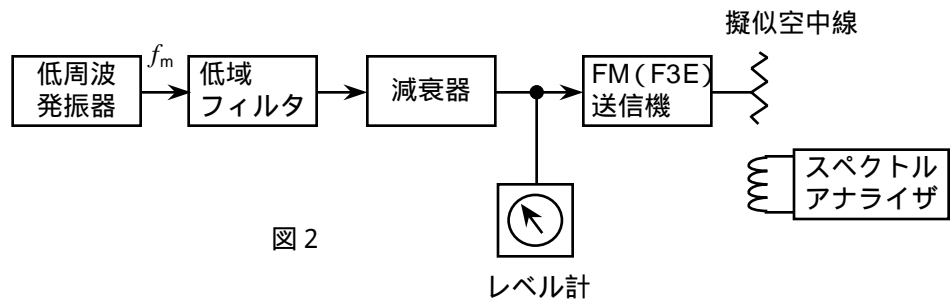 擬似空中線
fm
低周波
発振器
低域
フィルタ
減衰器
FM(F3E)
送信機
スペクトル
アナライザ
図2
レベル計